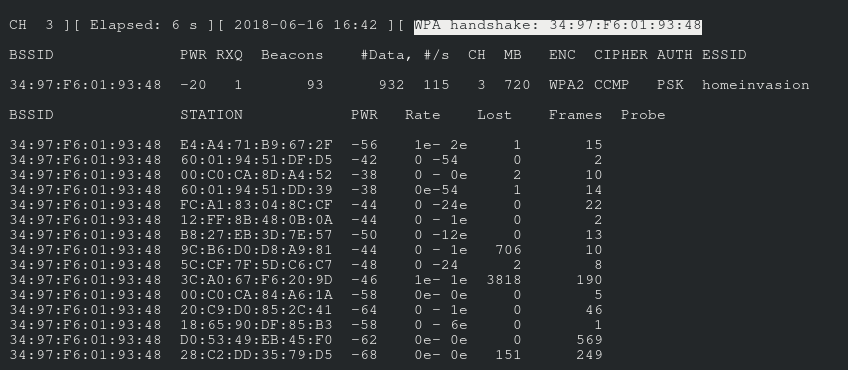 CH 3 ][ Elapsed: 6 s ][ 2018-06-16 16:42 ][ WPA handshake: 34:97:F6:01:93:48
BSSID PWR RXQ Beacons #Data, #/s CH MB ENC CIPHER AUTH ESSID
34:97:F6:01:93:48 -20 1 93 932 115 3 720 WPA2 CCMP PSK homeinvasion
BSSID STATION PWR Rate Lost Frames Probe
34:97:F6:01:93:48 E4:A4:71:B9:67:2F -56 1e- 2e 1 15
34:97:F6:01:93:48 60:01:94:51:DF:D5 -42 0 -54 0 2
34:97:F6:01:93:48 00:C0:CA:8D:A4:52 -38 0 - 0e 2 10
34:97:F6:01:93:48 60:01:94:51:DD:39 -38 0e-54 1 14
34:97:F6:01:93:48 FC:A1:83:04:8C:CF -44 0 -24e 0 22
34:97:F6:01:93:48 12:FF:8B:48:0B:0A -44 0 - 1e 0 2
34:97:F6:01:93:48 B8:27:EB:3D:7E:57 -50 0 -12e 0 13
34:97:F6:01:93:48 9C:B6:D0:D8:A9:81 -44 0 - 1e 706 10
34:97:F6:01:93:48 5C:CF:7F:5D:C6:C7 -48 0 -24 2 8
34:97:F6:01:93:48 3C:A0:67:F6:20:9D -46 1e- 1e 3818 190
34:97:F6:01:93:48 00:C0:CA:84:A6:1A -58 0e- 0e 0 5
34:97:F6:01:93:48 20:C9:D0:85:2C:41 -64 0 - 1e 0 46
34:97:F6:01:93:48 18:65:90:DF:85:B3 -58 0 - 6e 0 1
34:97:F6:01:93:48 D0:53:49:EB:45:F0 -62 0e- 0e 0 569
34:97:F6:01:93:48 28:C2:DD:35:79:D5 -68 0e- 0e 151 249